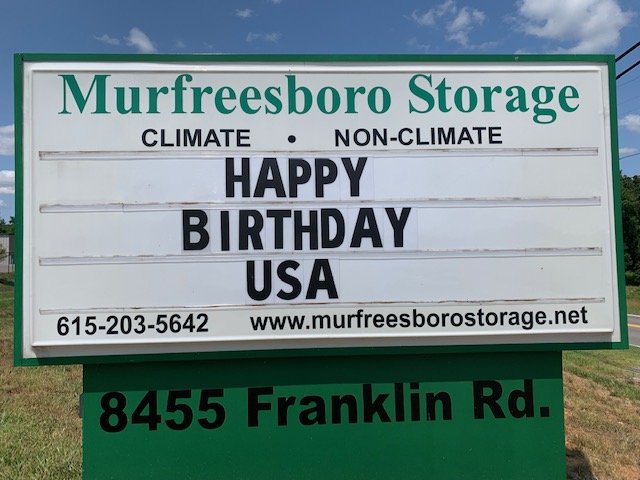 Murfreesboro Storage
CLIMATE • NON-CLIMATE
HAPPY
BIRTHDAY
USA
615-203-5642 www.murfreesborostorage.net
8455 Franklin Rd.